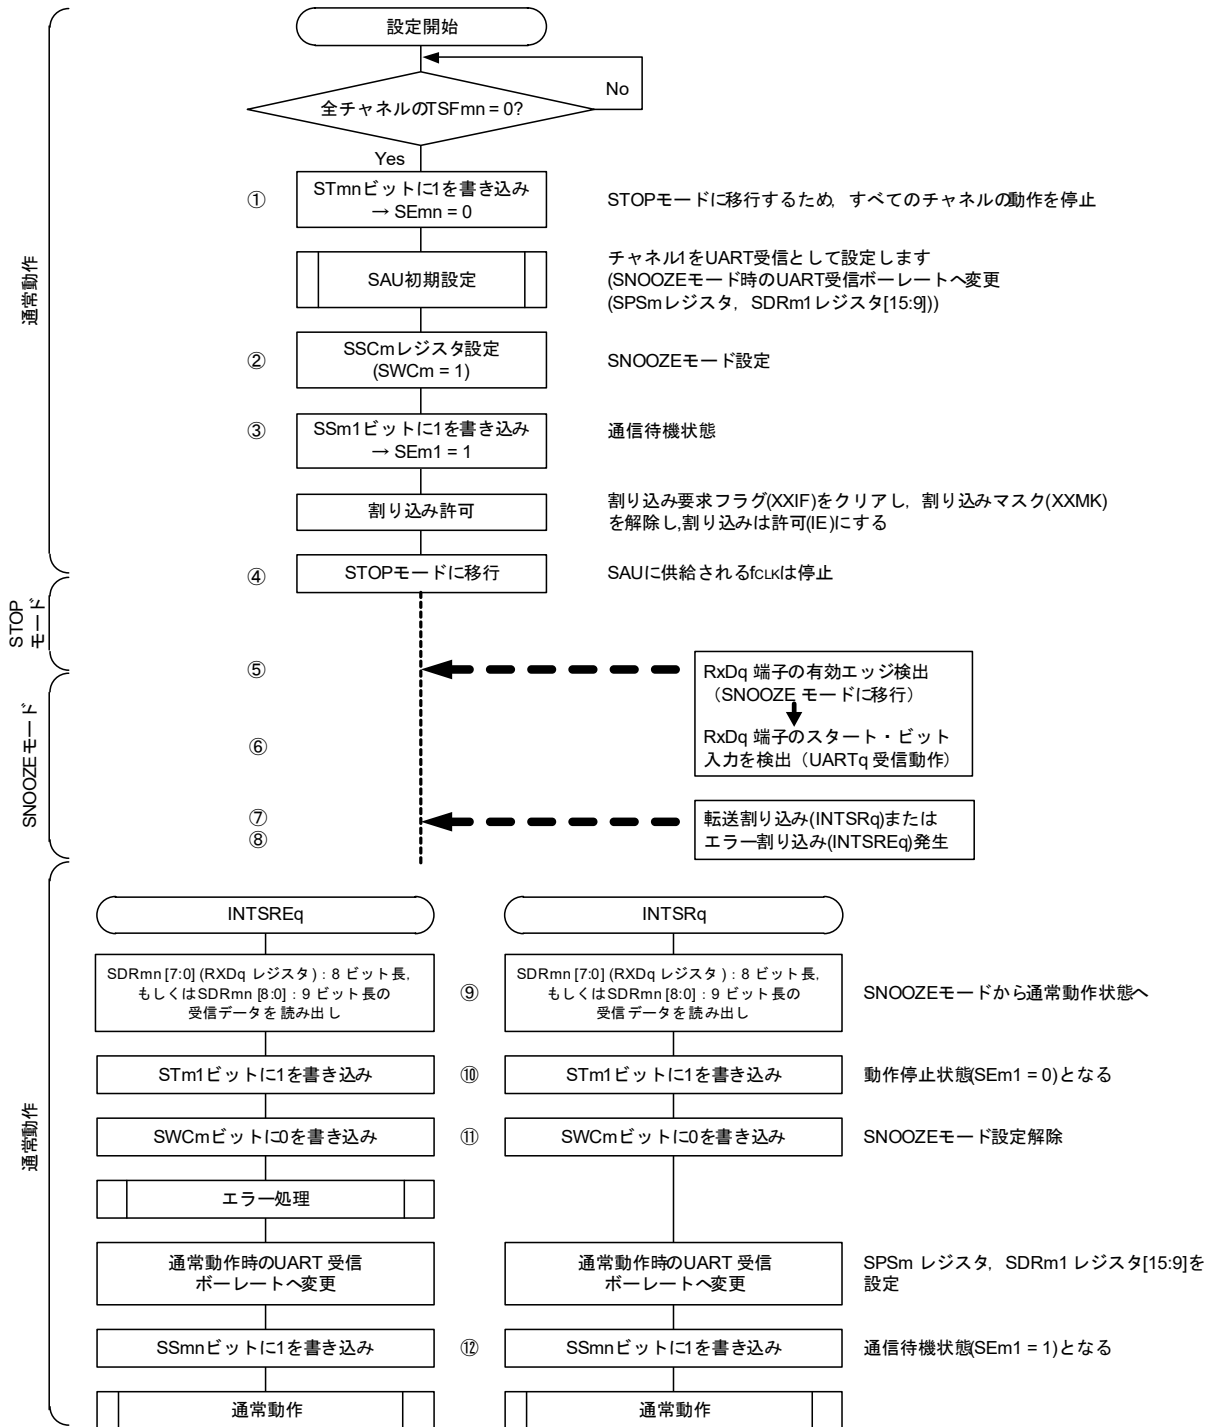 設定開始
No
全チャネルのTSFmn = 0?
Yes
① STmnビットに1を書き込み
→ SEmn = 0
STOPモードに移行するため，すべてのチャネルの動作を停止
SAU初期設定
チャネル1をUART受信として設定します
(SNOOZEモード時のUART受信ボーレートへ変更
(SPSmレジスタ，SDRm1レジスタ[15:9]))
通常動作
② SSCmレジスタ設定
(SWCm = 1)
SNOOZEモード設定
③ SSm1ビットに1を書き込み
→ SEm1 = 1
通信待機状態
割り込み許可
割り込み要求フラグ(XXIF)をクリアし，割り込みマスク(XXMK)
を解除し,割り込みは許可(IE)にする
④ STOPモードに移行
SAUに供給されるfCLKは停止
STOP
モード
⑤
RxDq 端子の有効エッジ検出
（SNOOZE モードに移行）
⑥
RxDq 端子のスタート・ビット
入力を検出（UARTq 受信動作）
SNOOZEモード
⑦
⑧
転送割り込み(INTSRq)または
エラー割り込み(INTSREq)発生
INTSREq
INTSRq
SDRmn [7:0] (RXDq レジスタ) : 8 ビット長,
もしくはSDRmn [8:0] : 9 ビット長の
受信データを読み出し
⑨
SDRmn [7:0] (RXDq レジスタ) : 8 ビット長,
もしくはSDRmn [8:0] : 9 ビット長の
受信データを読み出し
SNOOZEモードから通常動作状態へ
STm1ビットに1を書き込み
⑩
STm1ビットに1を書き込み
動作停止状態(SEm1 = 0)となる
通常動作
SWCmビットに0を書き込み
⑪
SWCmビットに0を書き込み
SNOOZEモード設定解除
エラー処理
通常動作時のUART 受信
ボーレートへ変更
通常動作時のUART 受信
ボーレートへ変更
SPSm レジスタ，SDRm1 レジスタ[15:9]を
設定
SSmnビットに1を書き込み
⑫
SSmnビットに1を書き込み
通信待機状態(SEm1 = 1)となる
通常動作
通常動作